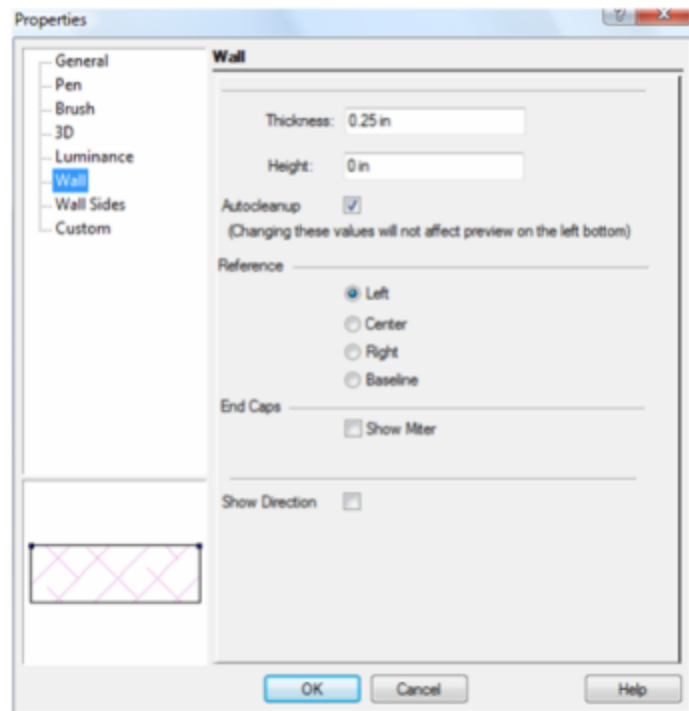 Properties
General
Pen
Brush
3D
Luminance
Wall
Wall Sides
Custom
Wall
Thickness: 0.25 in
Height: 0 in
Autocleanup
(Changing these values will not affect preview on the left bottom)
Reference
Left
Center
Right
Baseline
End Caps
Show Miter
Show Direction
OK Cancel Help